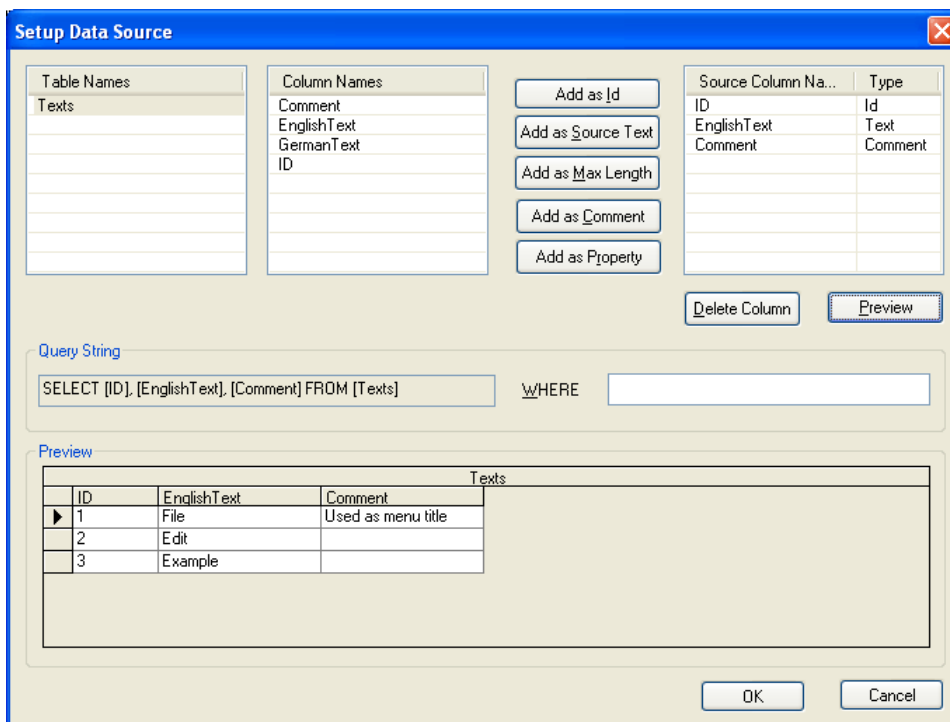 Setup Data Source
Table Names
Texts
Column Names
Comment
EnglishText
GermanText
ID
Add as Id
Add as Source Text
Add as Max Length
Add as Comment
Add as Property
Source Column Na... Type
ID Id
EnglishText Text
Comment Comment
Delete Column
Preview
Query String
SELECT [ID], [EnglishText], [Comment] FROM [Texts]
WHERE
Preview
Texts
ID EnglishText Comment
1 File Used as menu title
2 Edit
3 Example
OK
Cancel